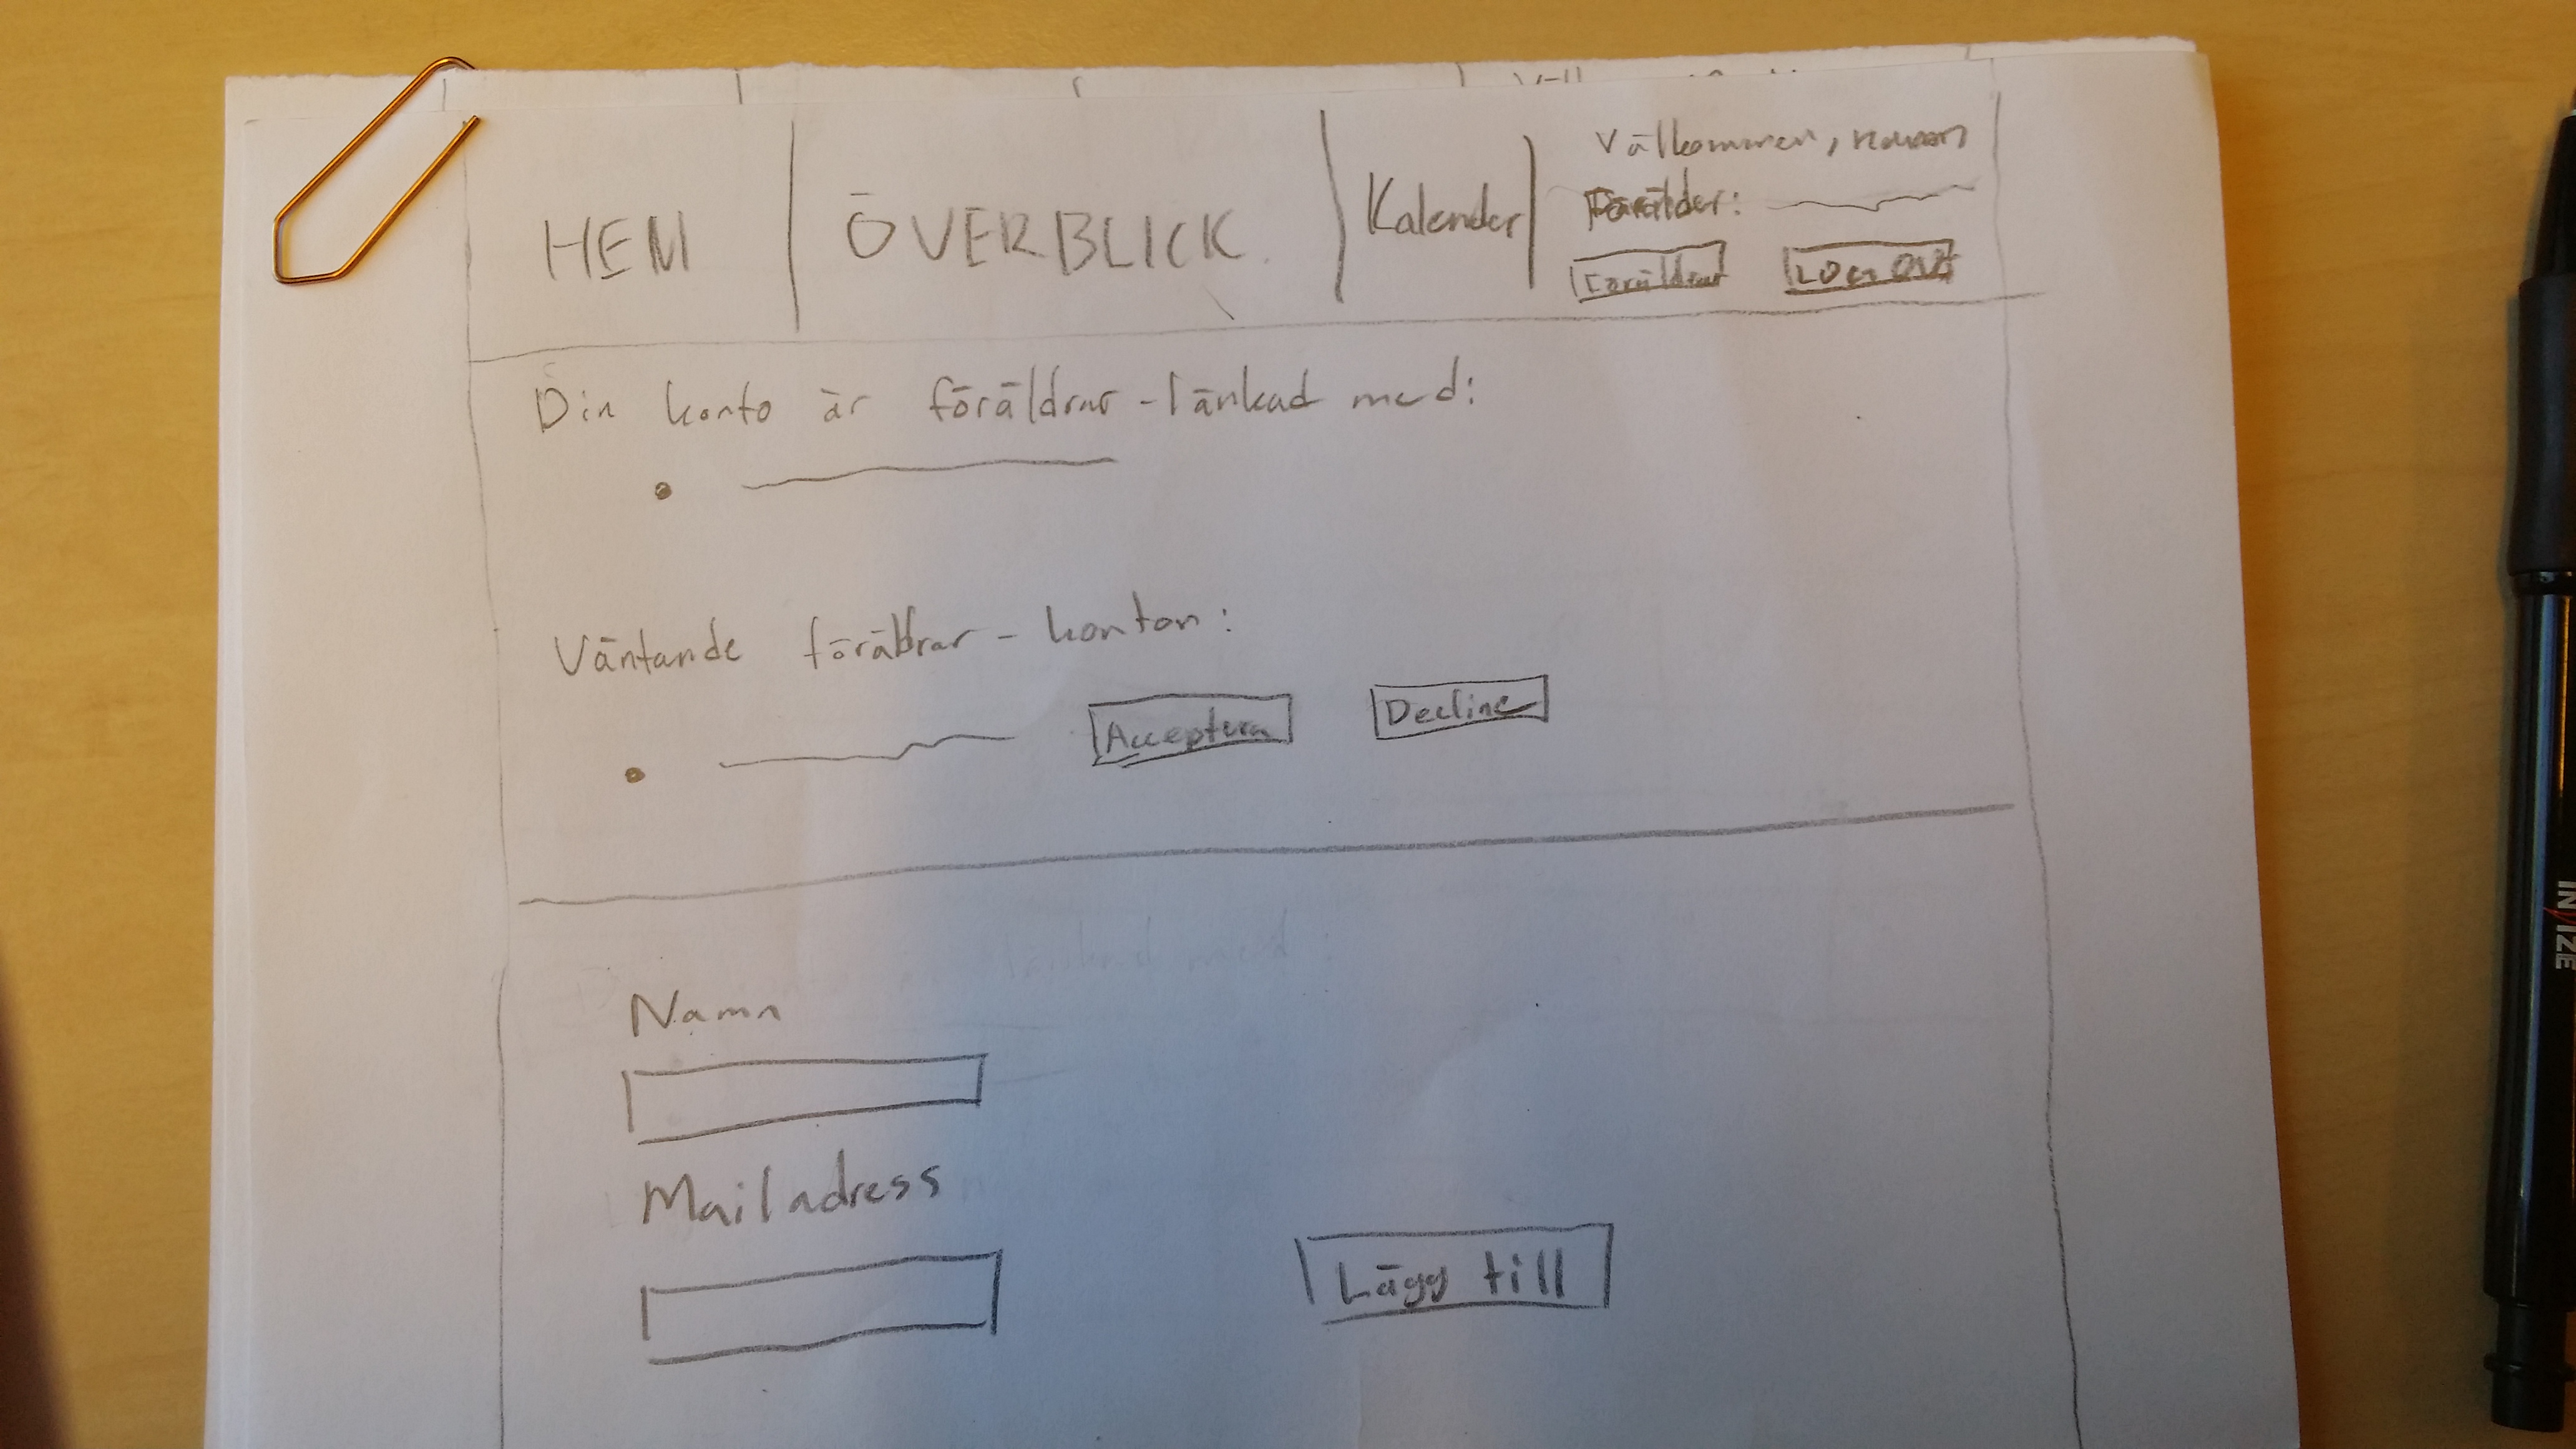 HEM
ÖVERBLICK
Kalender
Välkommen, namn
Förälder:
Föräldrar
LOG OUT
Din konto är föräldrar-länkad med:
Väntande föräldrar-konton:
Acceptera
Decline
Namn
Mailadress
Lägg till